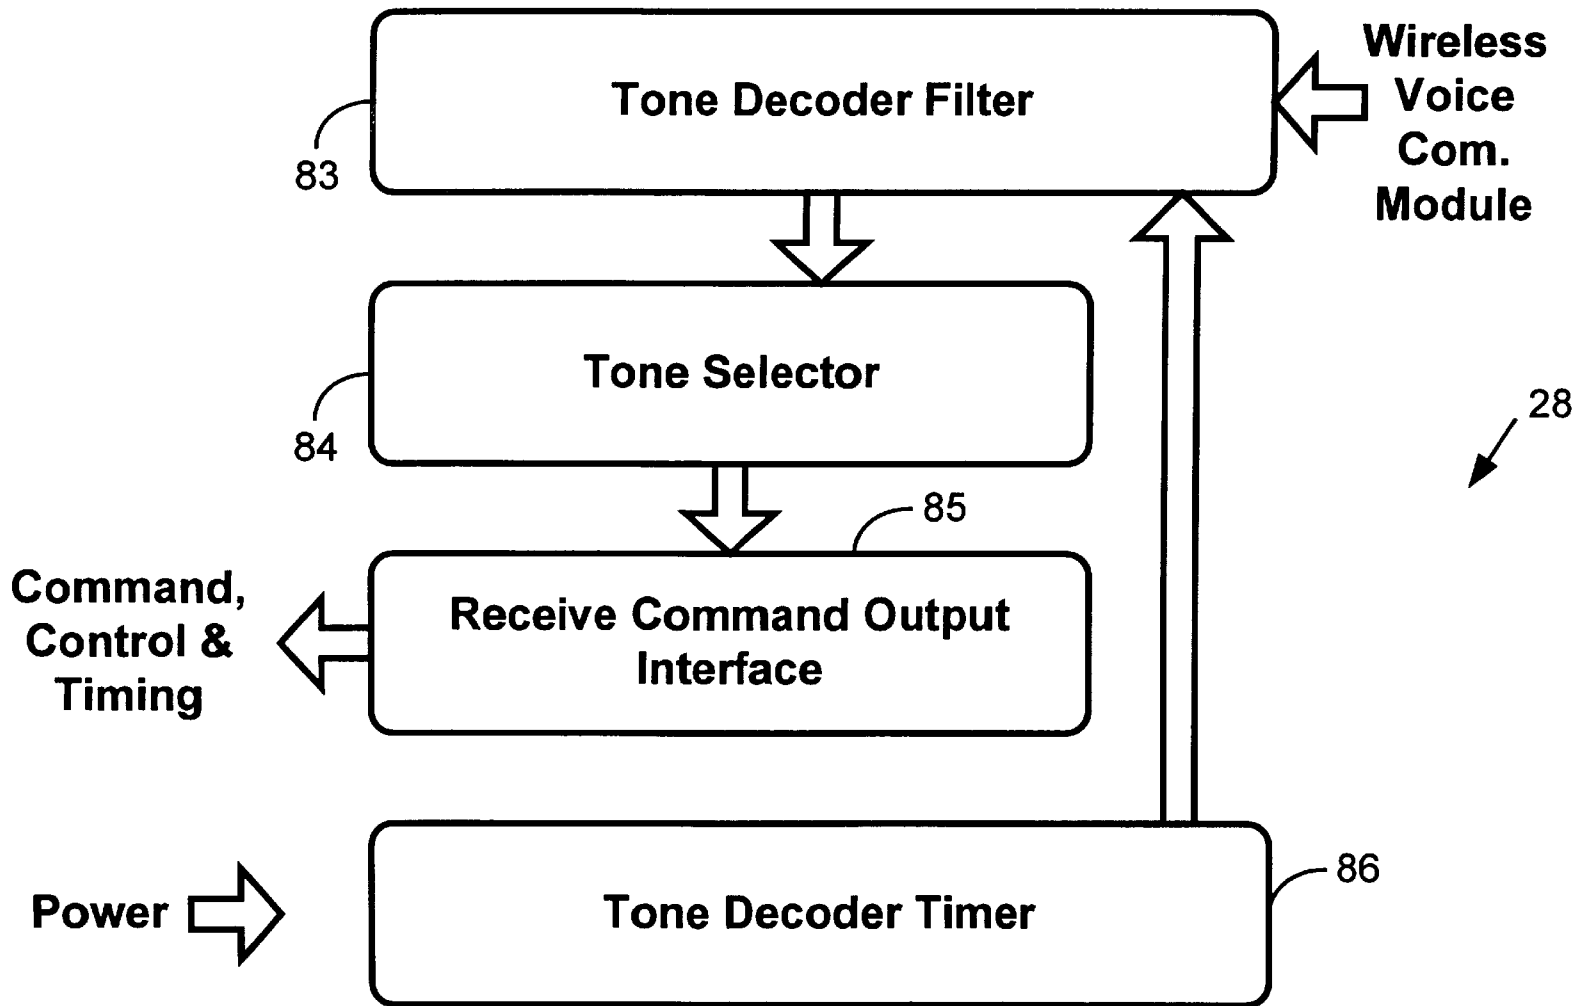 Tone Decoder Filter
Wireless
Voice
Com.
Module
83
Tone Selector
84
28
85
Command,
Control &
Timing
Receive Command Output
Interface
Power
Tone Decoder Timer
86